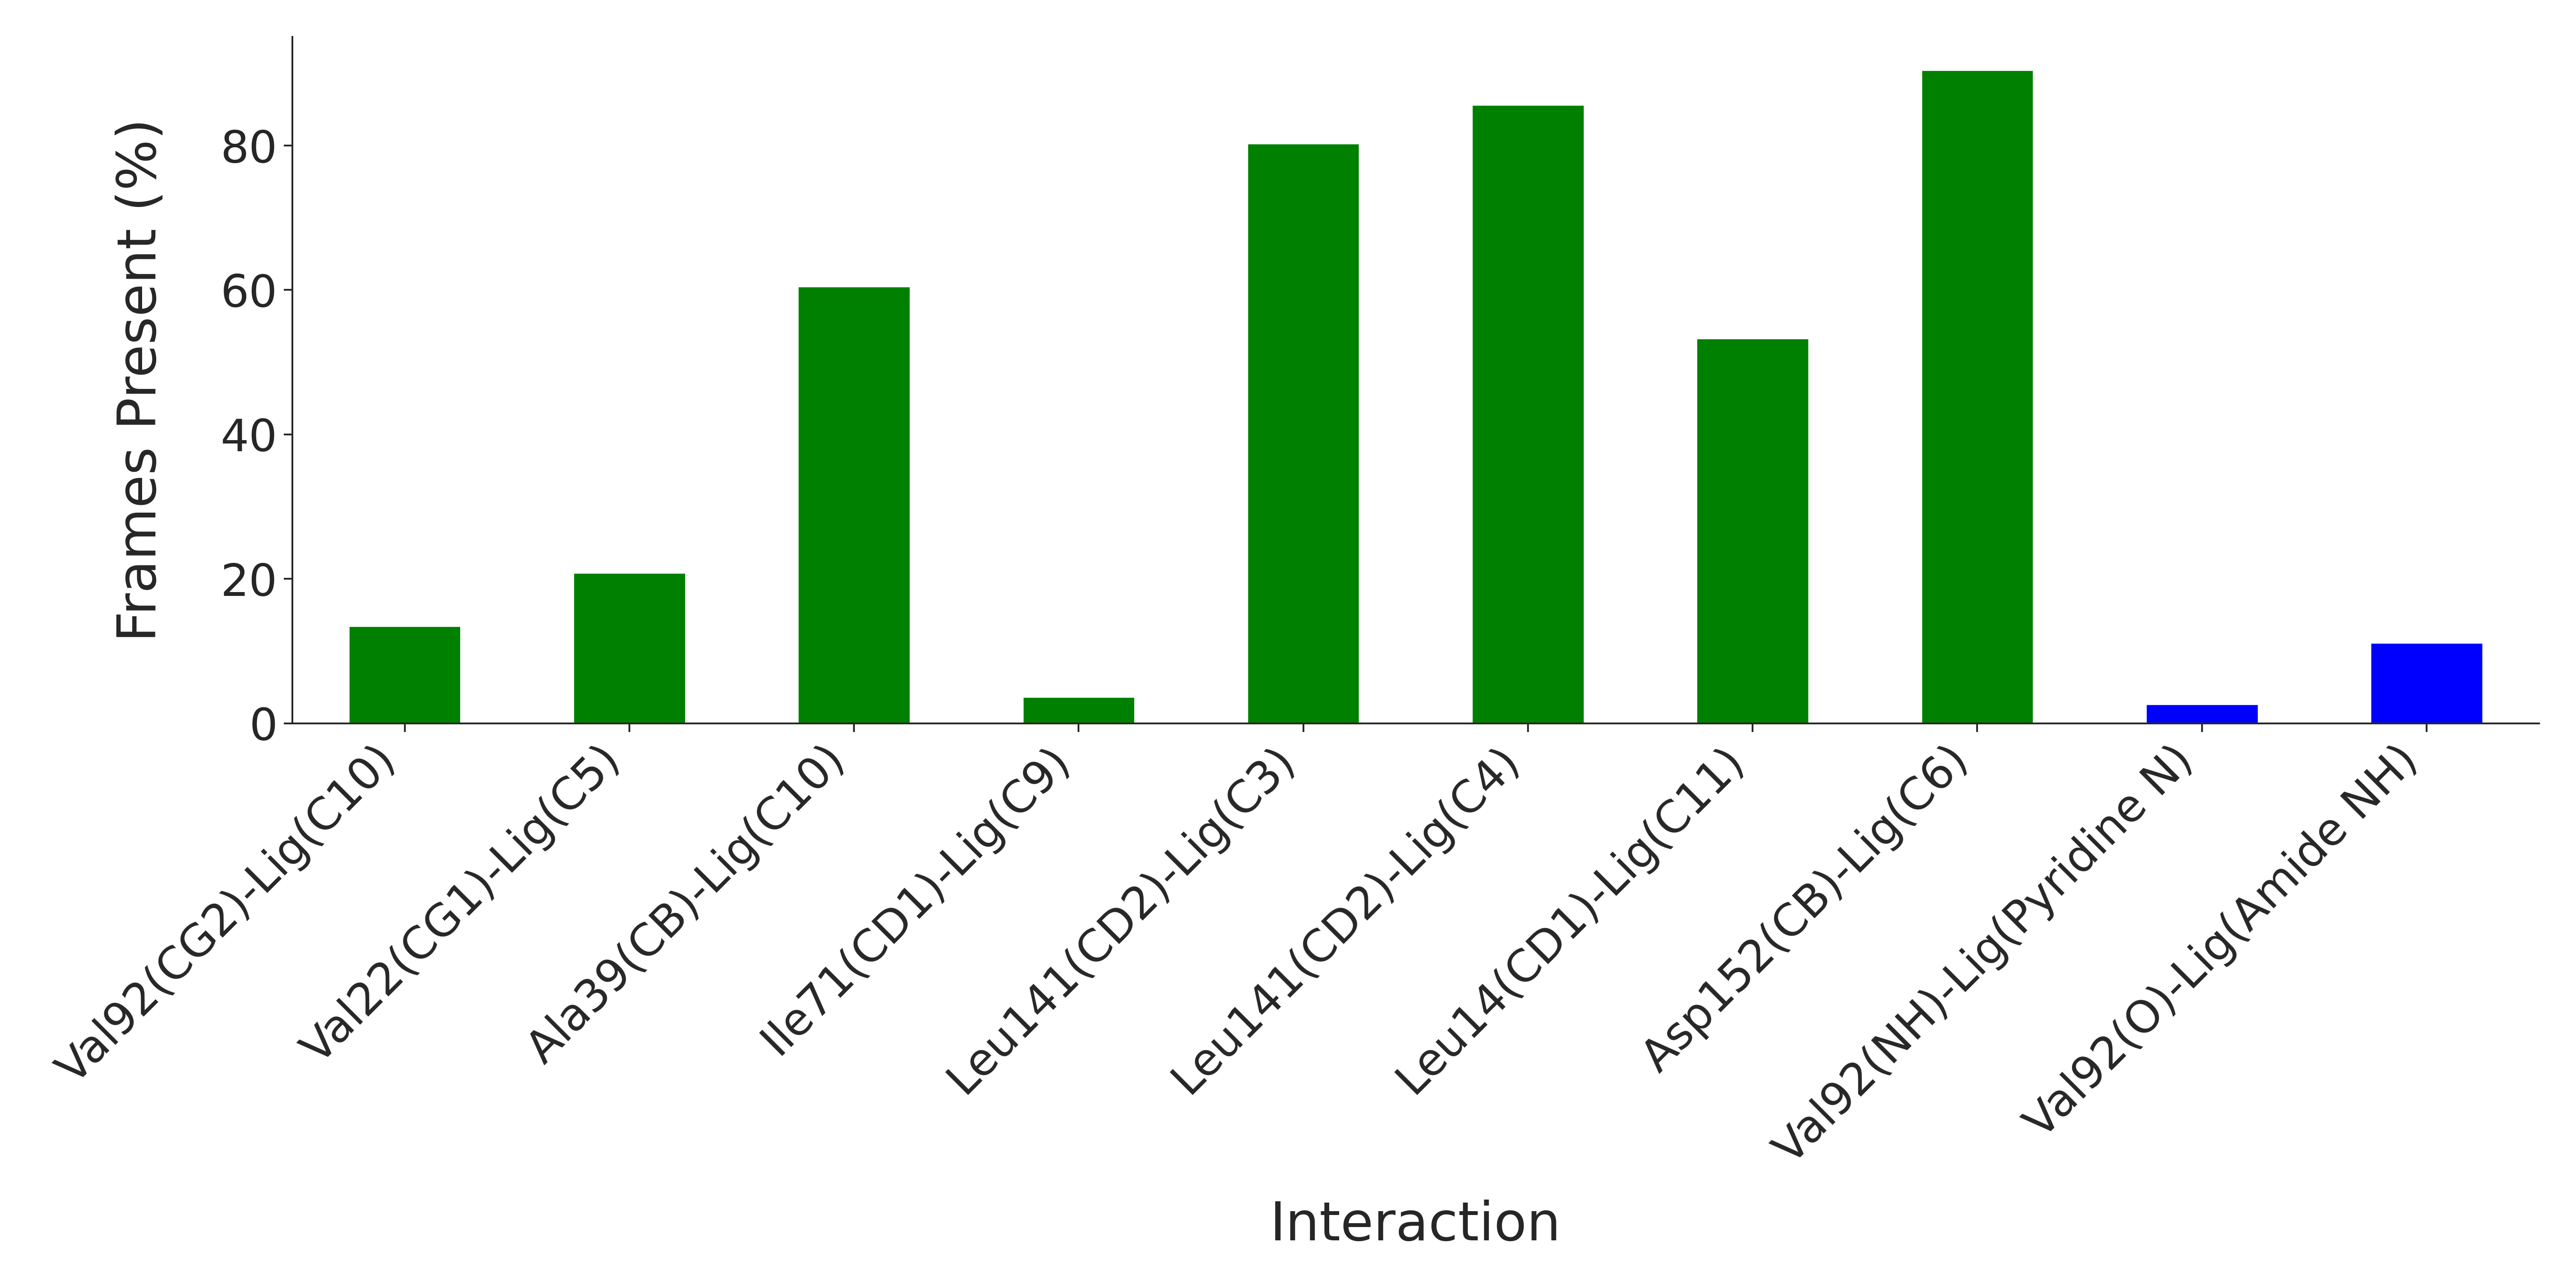 Frames Present (%)
80
60
40
20
0
Val92(CG2)-Lig(C10)
Val22(CG1)-Lig(C5)
Ala39(CB)-Lig(C10)
Ile71(CD1)-Lig(C9)
Leu141(CD2)-Lig(C3)
Leu141(CD2)-Lig(C4)
Leu14(CD1)-Lig(C11)
Asp152(CB)-Lig(C6)
Val92(NH)-Lig(Pyridine N)
Val92(O)-Lig(Amide NH)
Interaction